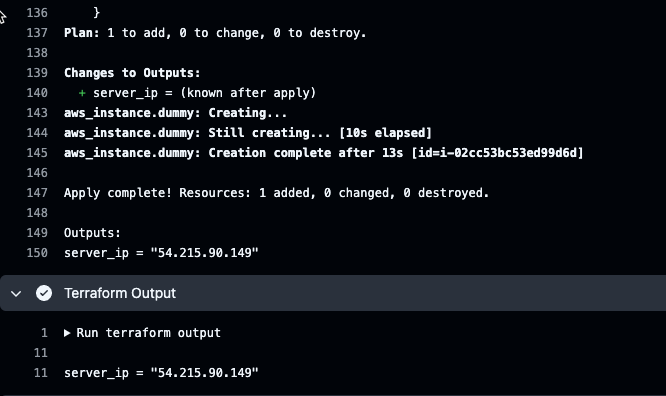 136 }
137 Plan: 1 to add, 0 to change, 0 to destroy.
138
139 Changes to Outputs:
140 + server_ip = (known after apply)
143 aws_instance.dummy: Creating...
144 aws_instance.dummy: Still creating... [10s elapsed]
145 aws_instance.dummy: Creation complete after 13s [id=i-02cc53bc53ed99d6d]
146
147 Apply complete! Resources: 1 added, 0 changed, 0 destroyed.
148
149 Outputs:
150 server_ip = "54.215.90.149"
Terraform Output
1 ▶ Run terraform output
11
11 server_ip = "54.215.90.149"